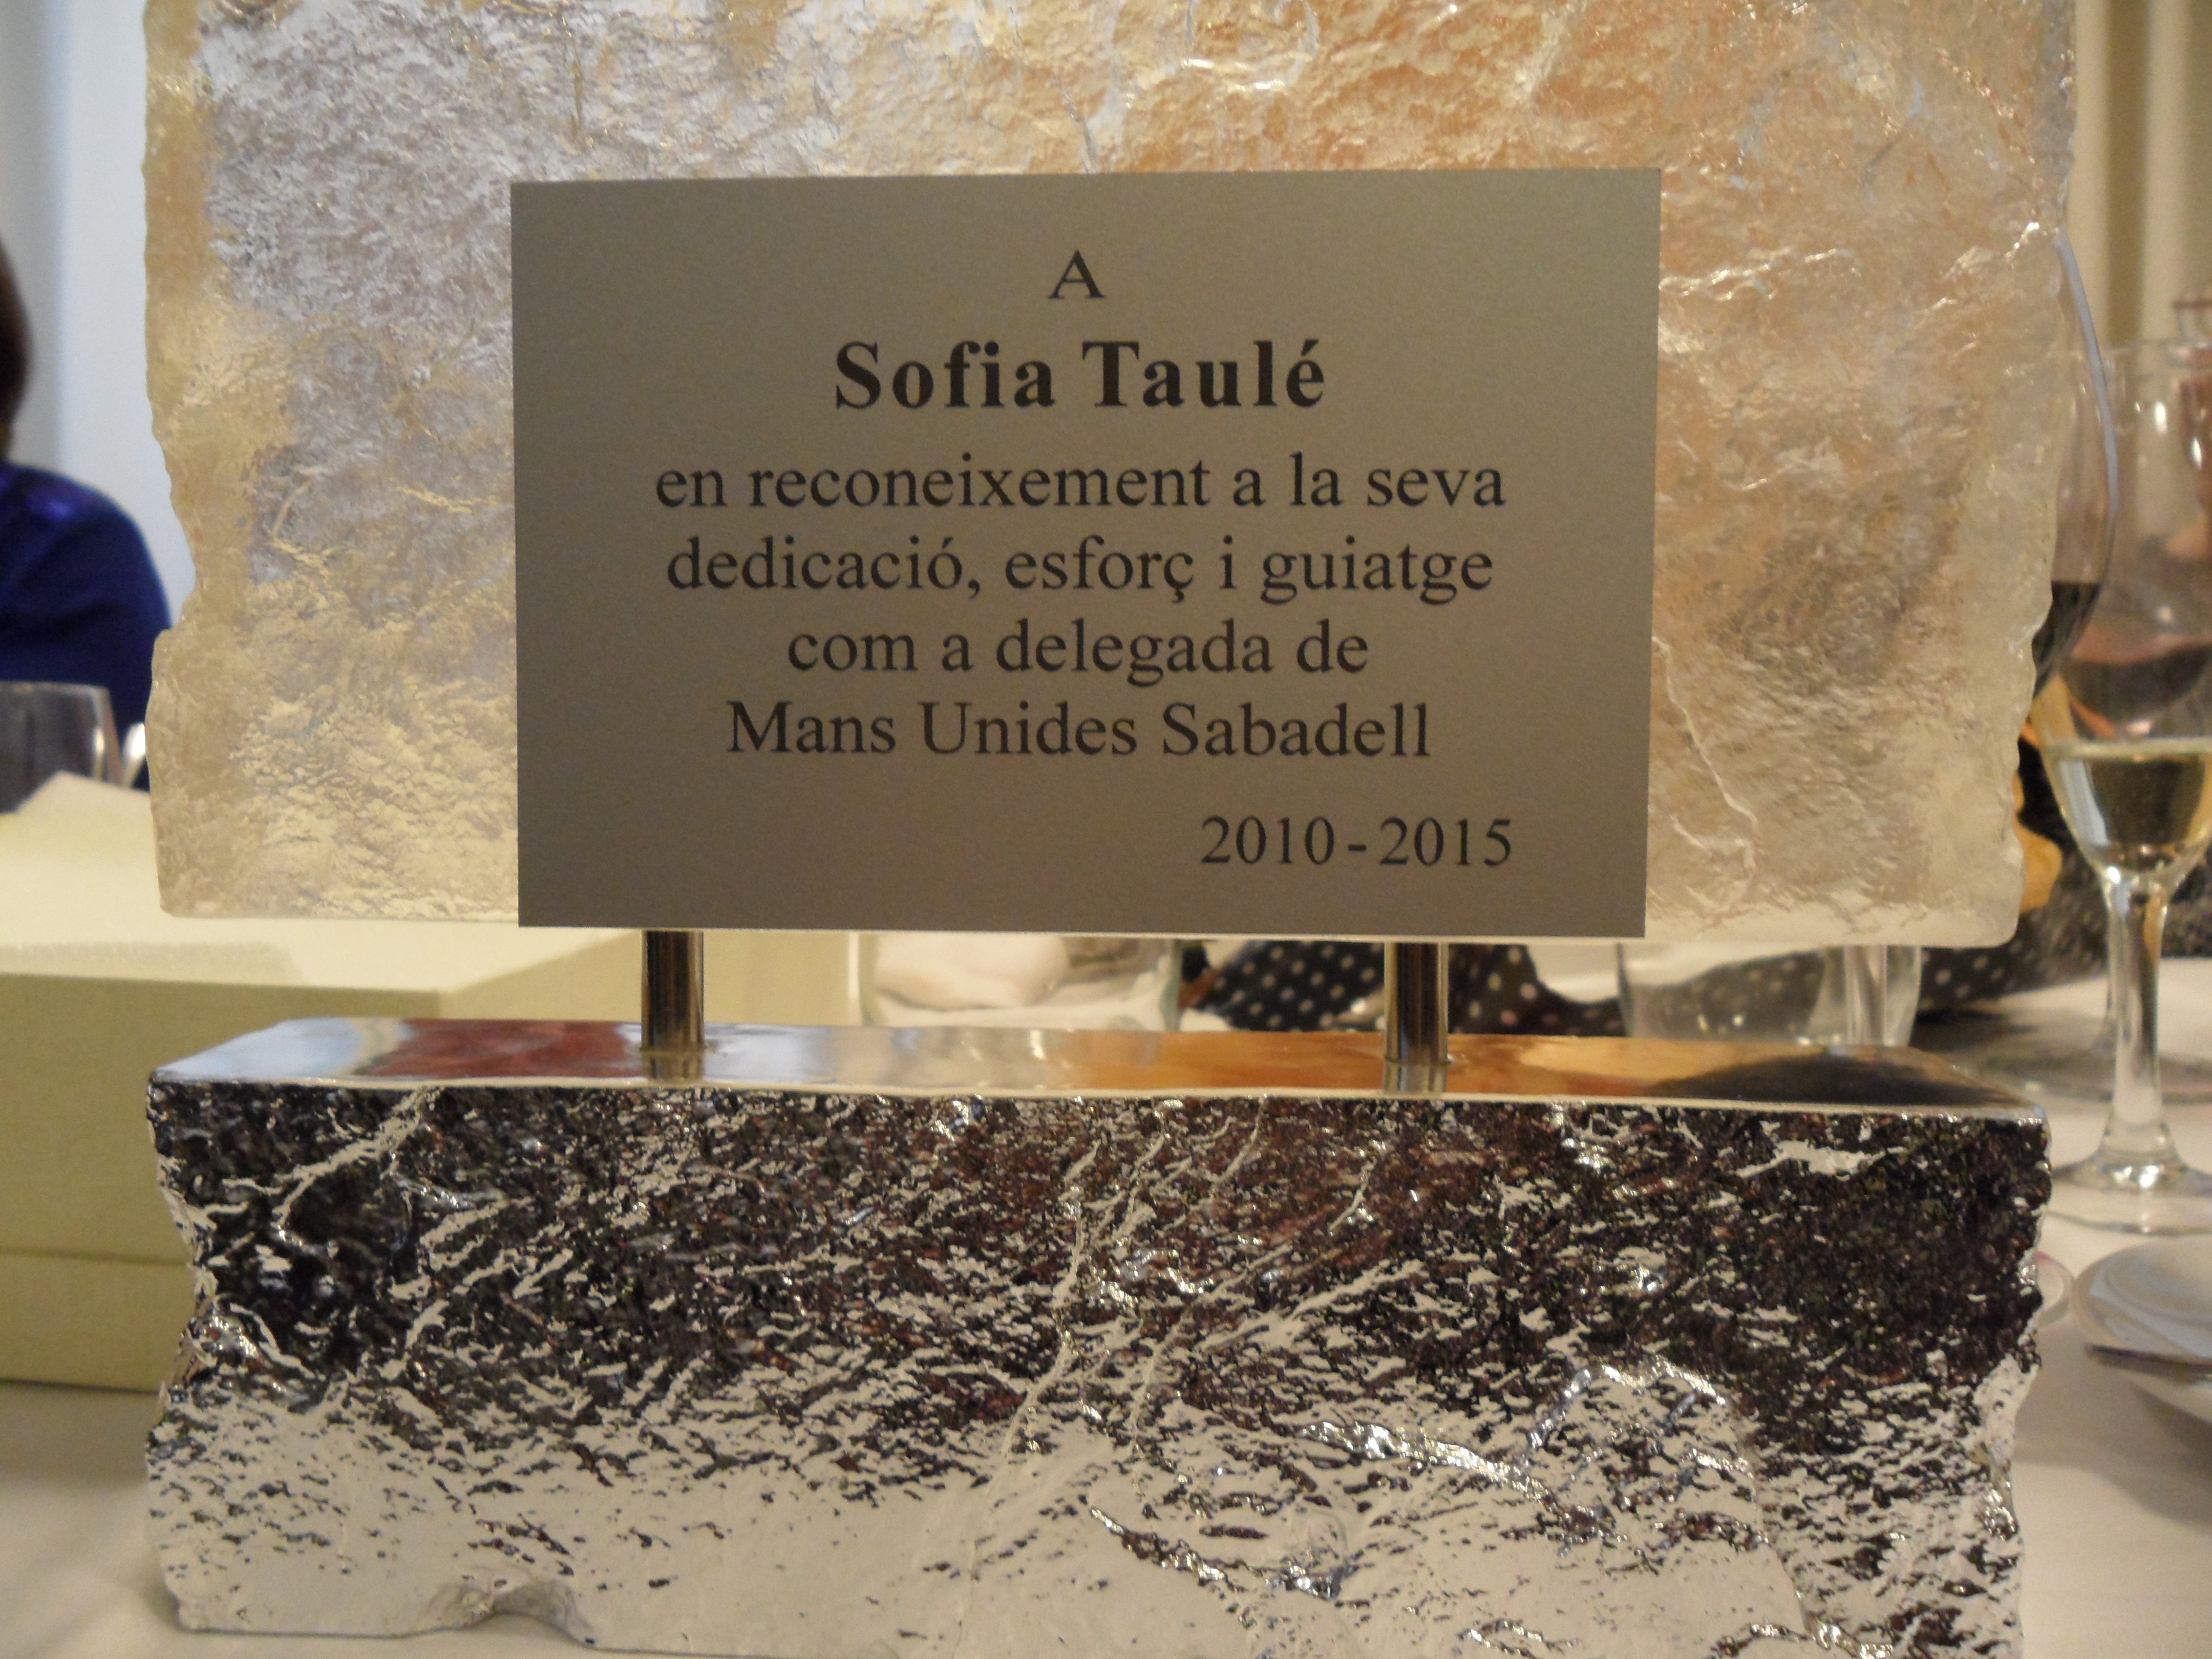 A
Sofia Taulé
en reconeixement a la seva
dedicació, esforç i guiatge
com a delegada de
Mans Unides Sabadell
2010-2015